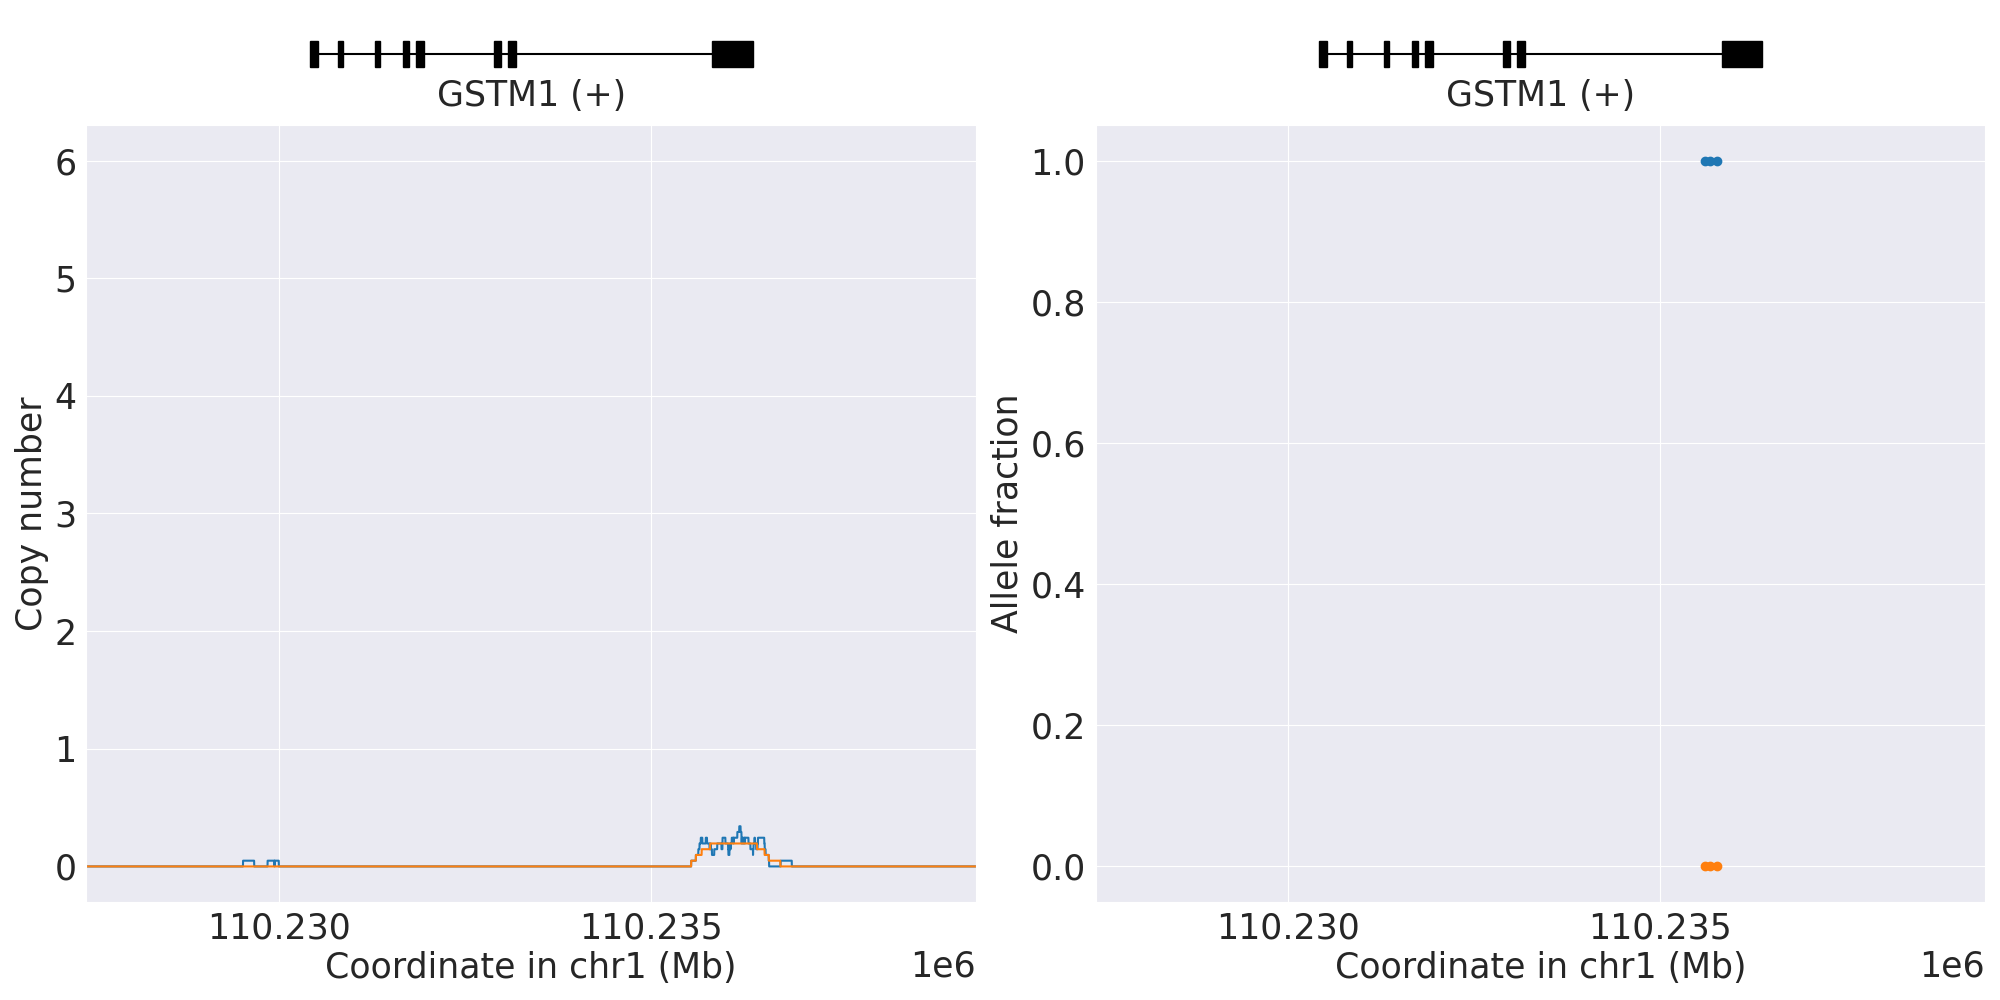 GSTM1 (+)
6
5
4
3
2
1
0
Copy number
110.230
110.235
Coordinate in chr1 (Mb)
1e6
GSTM1 (+)
1.0
0.8
0.6
0.4
0.2
0.0
Allele fraction
110.230
110.235
Coordinate in chr1 (Mb)
1e6